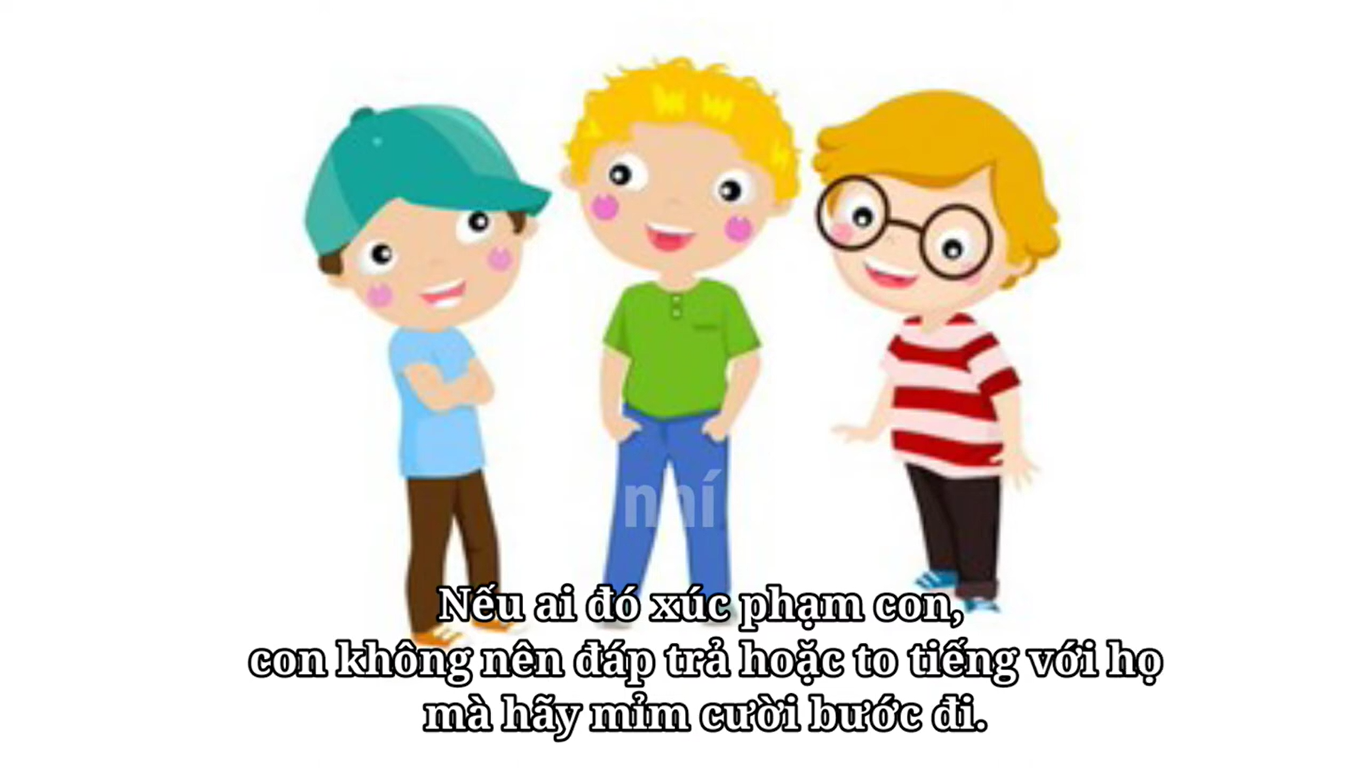 nhí
Nếu ai đó xúc phạm con,
con không nên đáp trả hoặc to tiếng với họ
mà hãy mỉm cười bước đi.